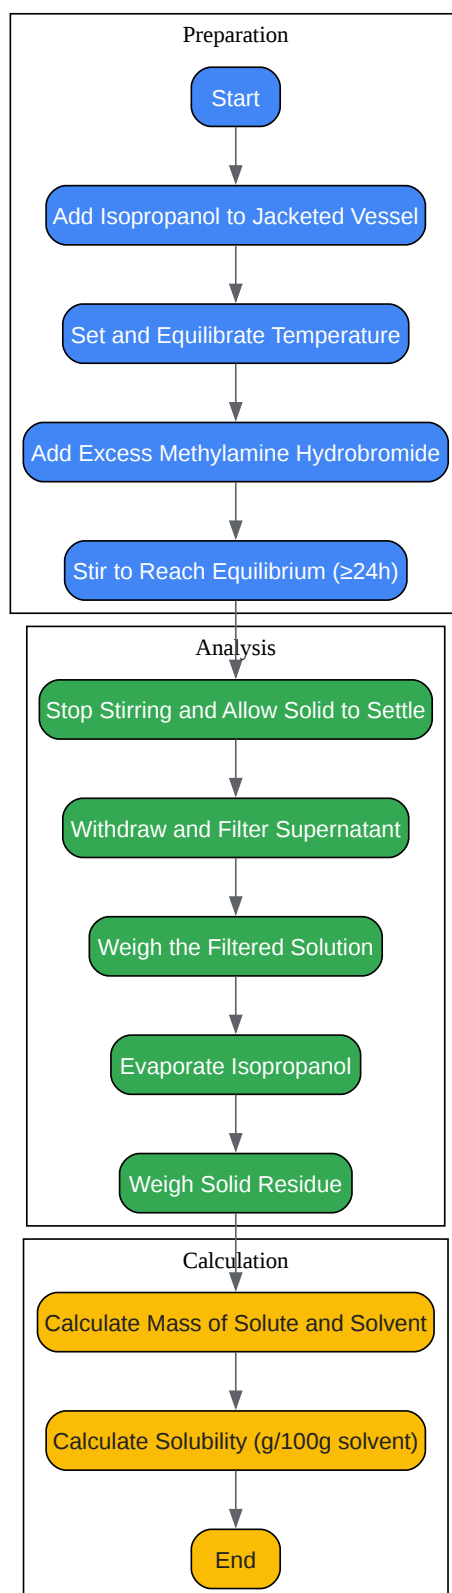 Preparation
Start
Add Isopropanol to Jacketed Vessel
Set and Equilibrate Temperature
Add Excess Methylamine Hydrobromide
Stir to Reach Equilibrium (≥24h)
Analysis
Stop Stirring and Allow Solid to Settle
Withdraw and Filter Supernatant
Weigh the Filtered Solution
Evaporate Isopropanol
Weigh Solid Residue
Calculation
Calculate Mass of Solute and Solvent
Calculate Solubility (g/100g solvent)
End